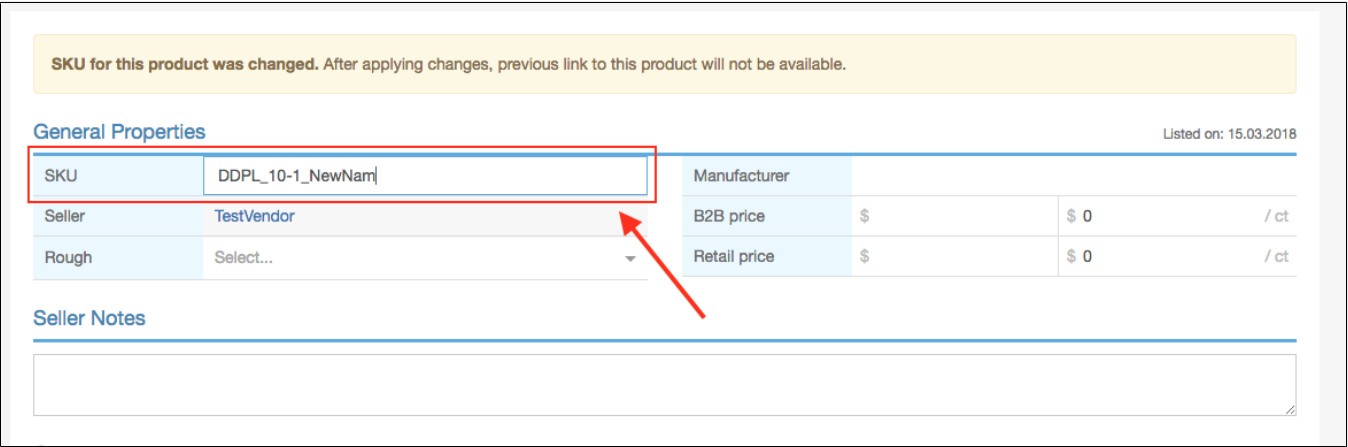 SKU for this product was changed. After applying changes, previous link to this product will not be available.
General Properties
Listed on: 15.03.2018
SKU DDPL_10-1_NewNam
Manufacturer
Seller TestVendor
B2B price $ $ 0 / ct
Rough Select...
Retail price $ $ 0 / ct
Seller Notes